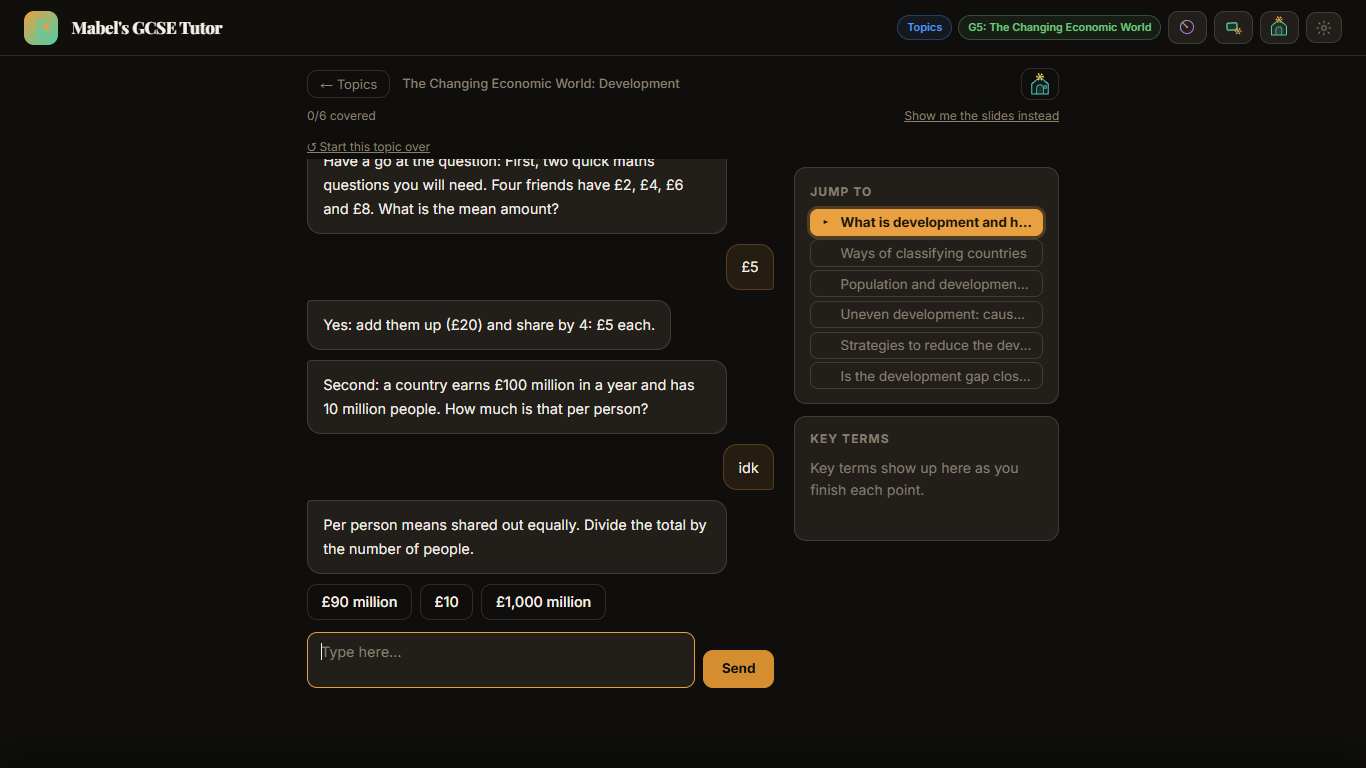 Mabel's GCSE Tutor
Topics
G5: The Changing Economic World
← Topics
The Changing Economic World: Development
0/6 covered
Show me the slides instead
↺ Start this topic over
Have a go at the question: First, two quick maths
questions you will need. Four friends have £2, £4, £6
and £8. What is the mean amount?
£5
Yes: add them up (£20) and share by 4: £5 each.
Second: a country earns £100 million in a year and has
10 million people. How much is that per person?
idk
Per person means shared out equally. Divide the total by
the number of people.
£90 million
£10
£1,000 million
Type here...
Send
JUMP TO
What is development and h...
Ways of classifying countries
Population and developmen...
Uneven development: caus...
Strategies to reduce the dev...
Is the development gap clos...
KEY TERMS
Key terms show up here as you
finish each point.